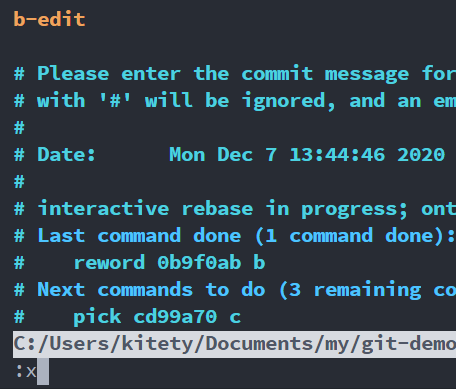 b-edit
# Please enter the commit message for
# with '#' will be ignored, and an em
#
# Date:      Mon Dec 7 13:44:46 2020
#
# interactive rebase in progress; ont
# Last command done (1 command done):
#    reword 0b9f0ab b
# Next commands to do (3 remaining co
#    pick cd99a70 c
C:/Users/kitety/Documents/my/git-demo
:x